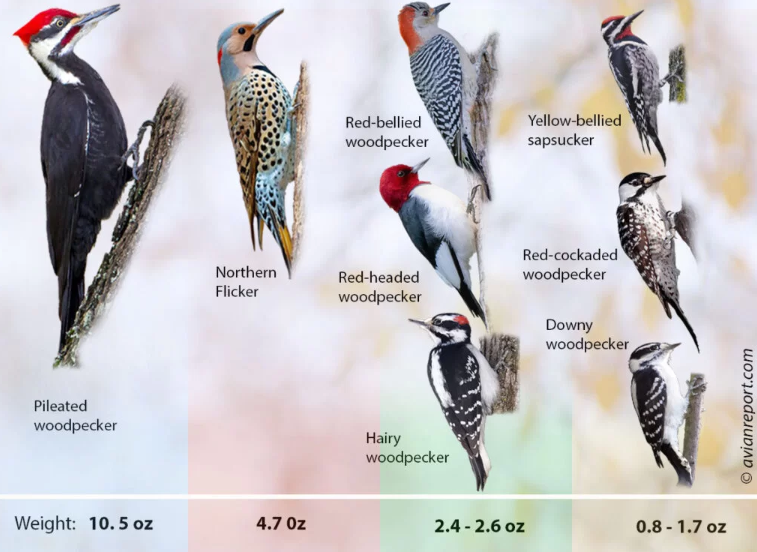 Red-bellied
woodpecker
Yellow-bellied
sapsucker
Northern
Flicker
Red-headed
woodpecker
Red-cockaded
woodpecker
Downy
woodpecker
Pileated
woodpecker
Hairy
woodpecker
© avianreport.com
Weight: 10. 5 oz
4.7 0z
2.4 - 2.6 oz
0.8 - 1.7 oz